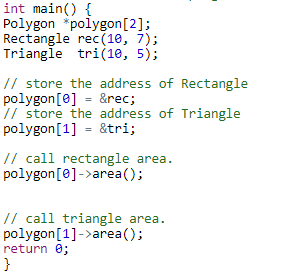 int main() {
Polygon *polygon[2];
Rectangle rec(10, 7);
Triangle  tri(10, 5);
// store the address of Rectangle
polygon[0] = &rec;
// store the address of Triangle
polygon[1] = &tri;
// call rectangle area.
polygon[0]->area();
// call triangle area.
polygon[1]->area();
return 0;
}